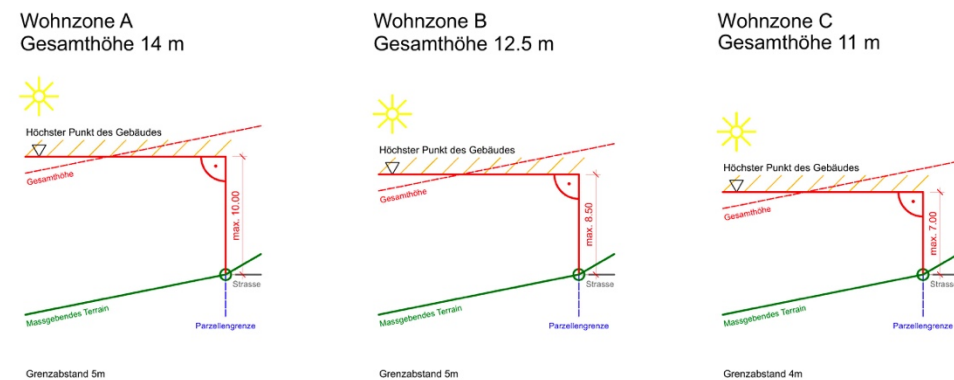 Wohnzone A
Gesamthöhe 14 m
Höchster Punkt des Gebäudes
Gesamthöhe
max. 10.00
Strasse
Massgebendes Terrain
Parzellengrenze
Grenzabstand 5m
Wohnzone B
Gesamthöhe 12.5 m
Höchster Punkt des Gebäudes
Gesamthöhe
max. 8.50
Strasse
Massgebendes Terrain
Parzellengrenze
Grenzabstand 5m
Wohnzone C
Gesamthöhe 11 m
Höchster Punkt des Gebäudes
Gesamthöhe
max. 7.00
Strasse
Massgebendes Terrain
Parzellengrenze
Grenzabstand 4m